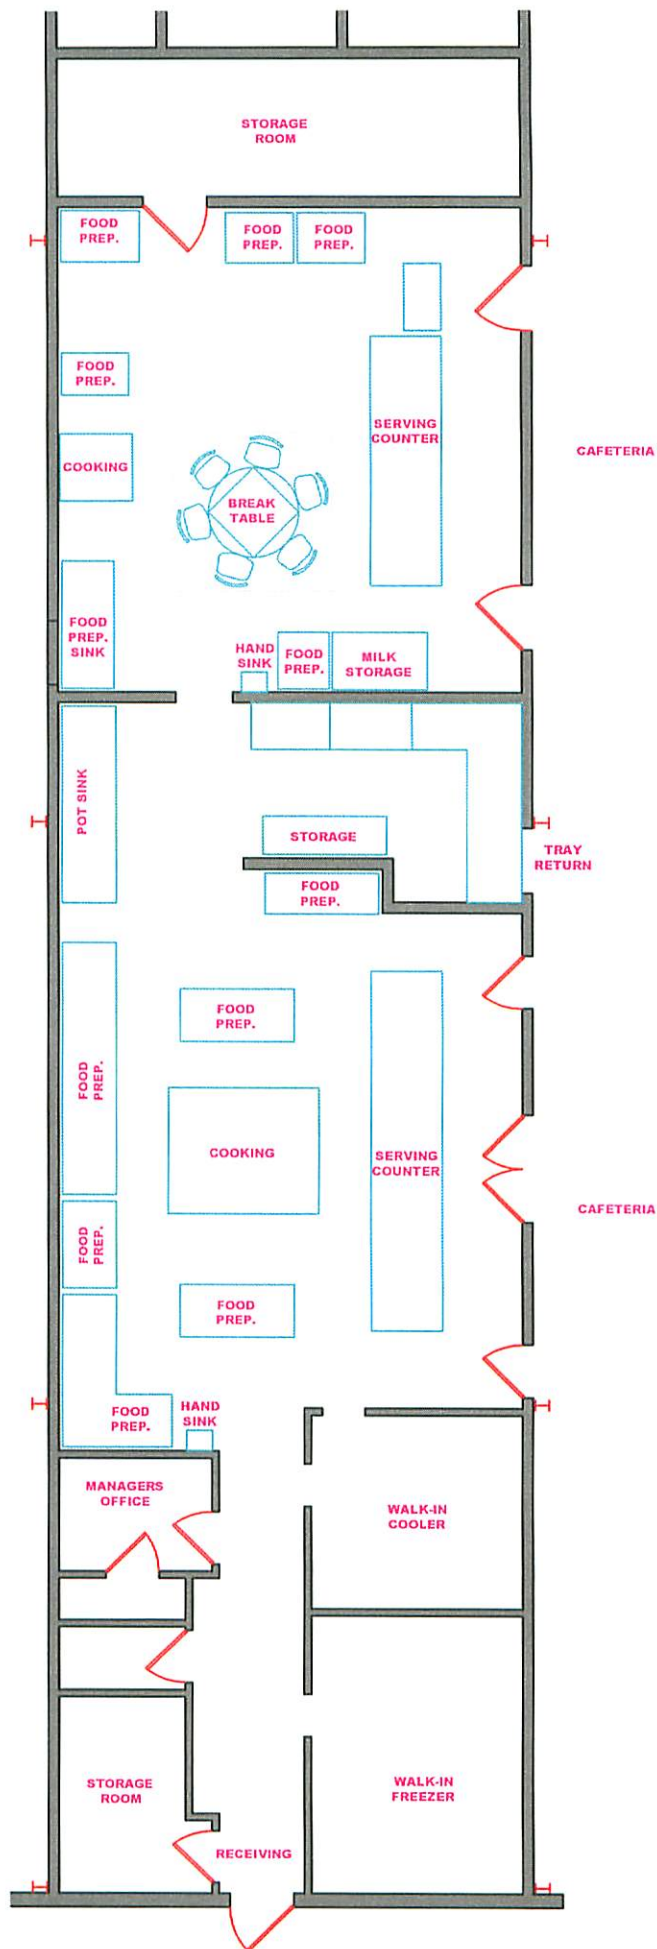 STORAGE
ROOM
FOOD
PREP.
FOOD
PREP.
FOOD
PREP.
FOOD
PREP.
SERVING
COUNTER
CAFETERIA
COOKING
BREAK
TABLE
FOOD
PREP.
SINK
HAND
SINK
FOOD
PREP.
MILK
STORAGE
POT SINK
STORAGE
TRAY
RETURN
FOOD
PREP.
FOOD
PREP.
FOOD
PREP.
COOKING
SERVING
COUNTER
CAFETERIA
FOOD
PREP.
FOOD
PREP.
FOOD
PREP.
HAND
SINK
MANAGERS
OFFICE
WALK-IN
COOLER
STORAGE
ROOM
WALK-IN
FREEZER
RECEIVING